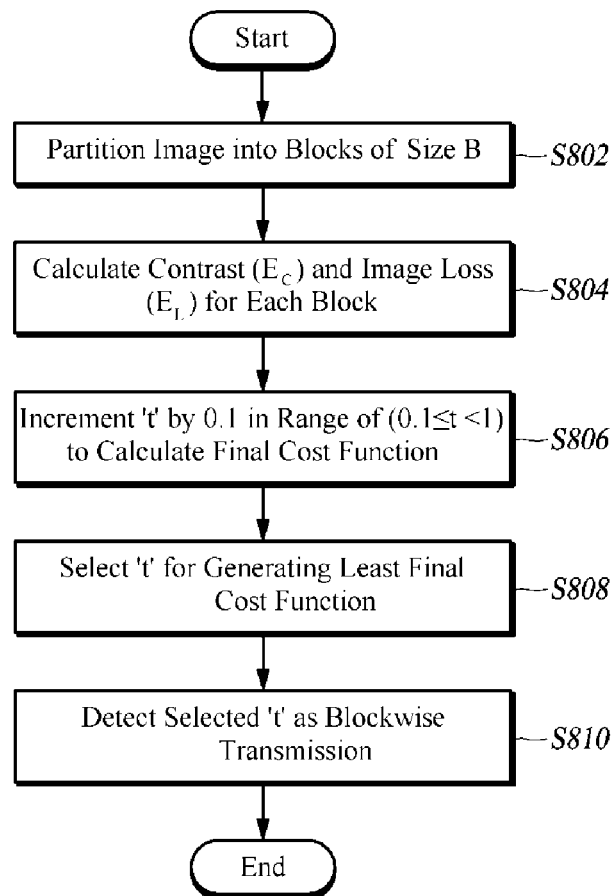 Start
Partition Image into Blocks of Size B
S802
Calculate Contrast (E_C) and Image Loss
(E_L) for Each Block
S804
Increment 't' by 0.1 in Range of (0.1≤t <1)
to Calculate Final Cost Function
S806
Select 't' for Generating Least Final
Cost Function
S808
Detect Selected 't' as Blockwise
Transmission
S810
End